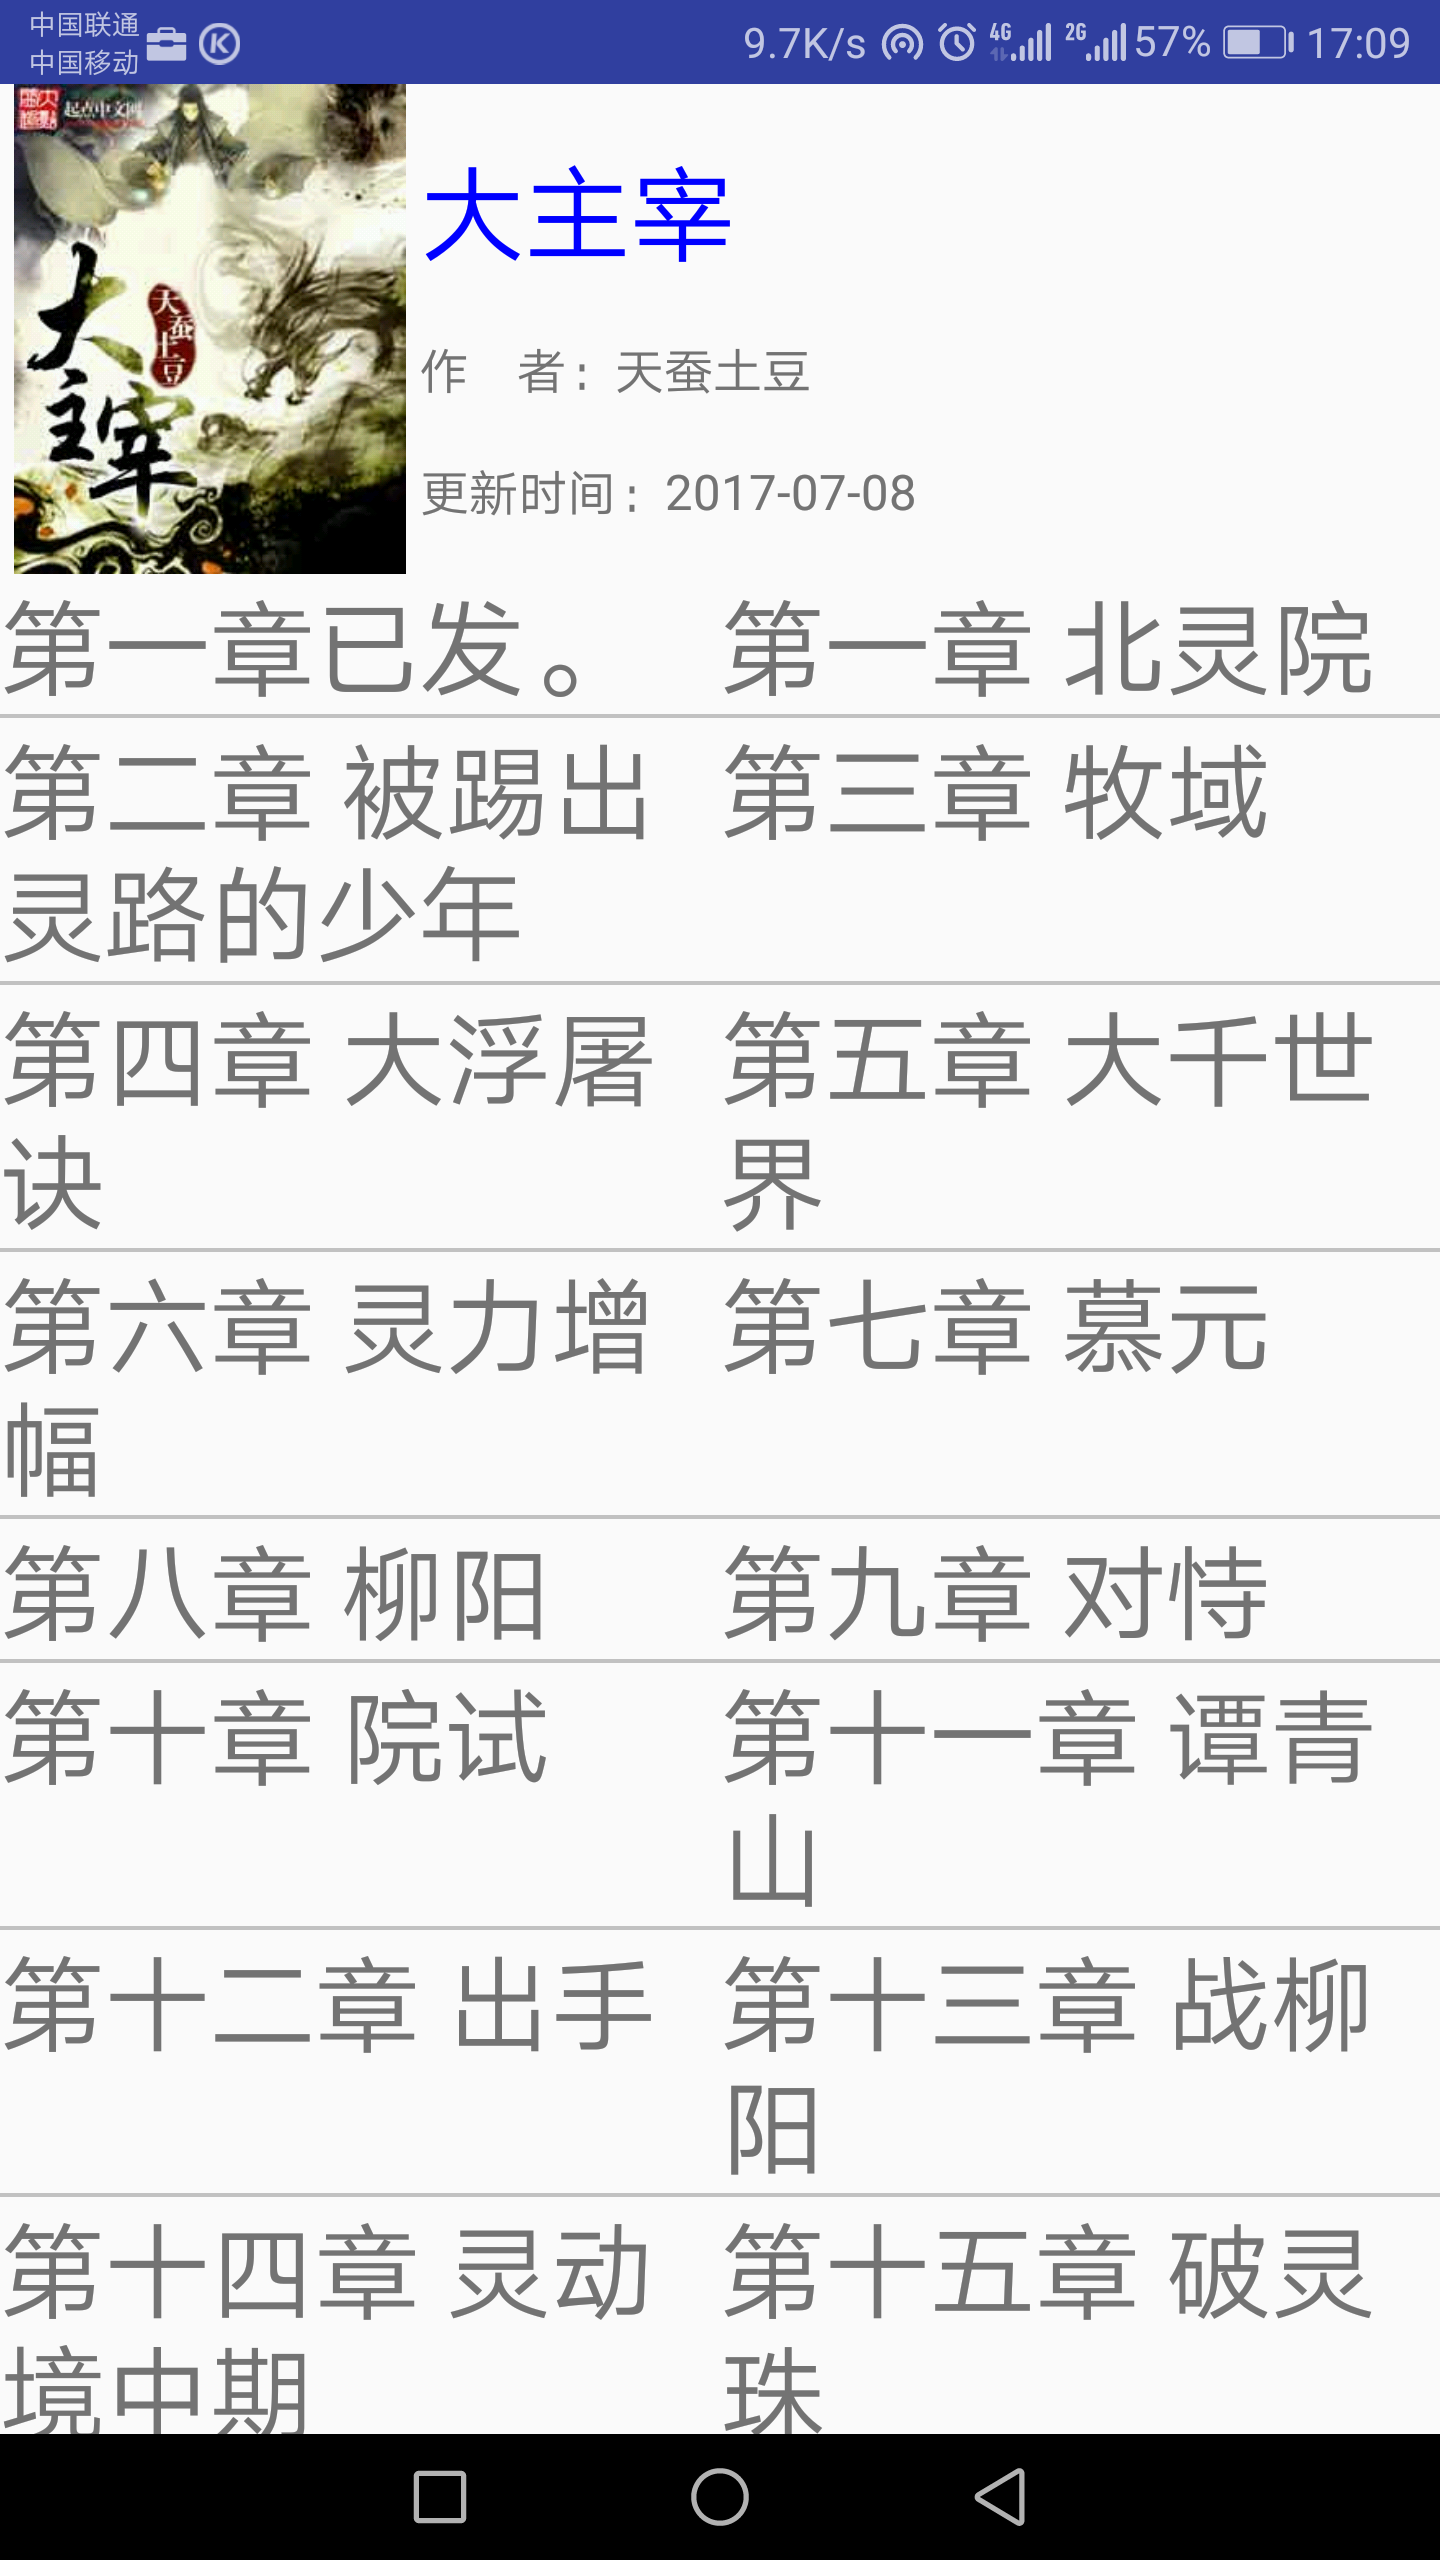 中国联通
中国移动
9.7K/s 4G 2G 57% 17:09
起点中文网
大主宰
天蚕土豆
大主宰
作 者：天蚕土豆
更新时间：2017-07-08
第一章已发。 第一章 北灵院
第二章 被踢出 第三章 牧域
灵路的少年
第四章 大浮屠 第五章 大千世
诀 界
第六章 灵力增 第七章 慕元
幅
第八章 柳阳 第九章 对恃
第十章 院试 第十一章 谭青
山
第十二章 出手 第十三章 战柳
阳
第十四章 灵动 第十五章 破灵
境中期 珠